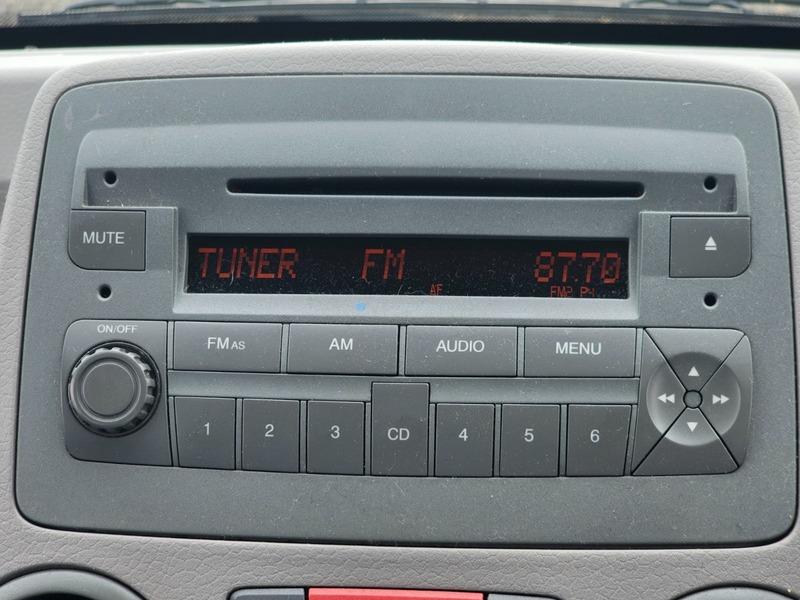 MUTE
TUNER FM 87.70
AF FM2 P4
ON/OFF
FM AS AM AUDIO MENU
1 2 3 CD 4 5 6